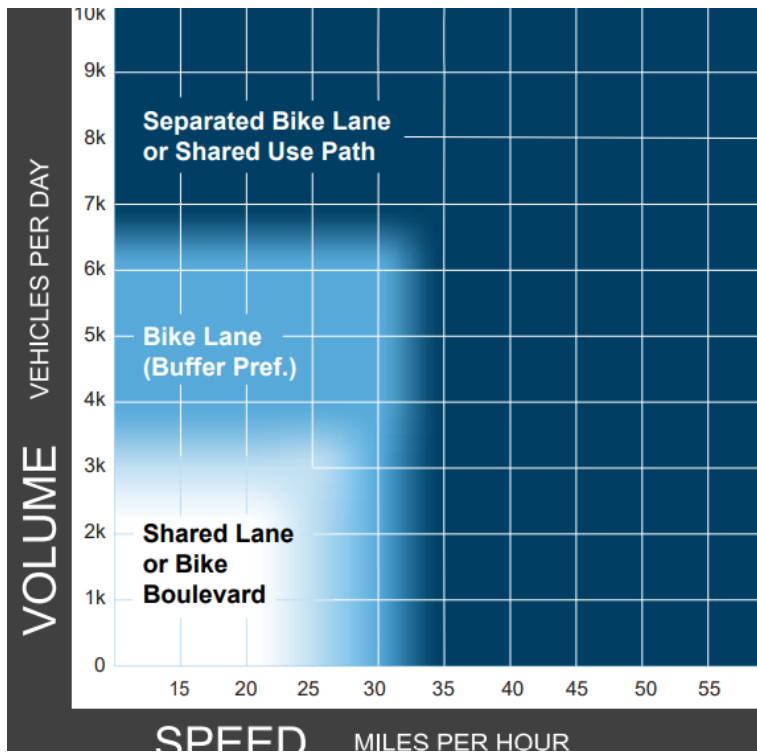 10k
9k
8k
7k
6k
5k
4k
3k
2k
1k
0
Separated Bike Lane
or Shared Use Path
Bike Lane
(Buffer Pref.)
Shared Lane
or Bike
Boulevard
VOLUME VEHICLES PER DAY
15 20 25 30 35 40 45 50 55
SPEED MILES PER HOUR